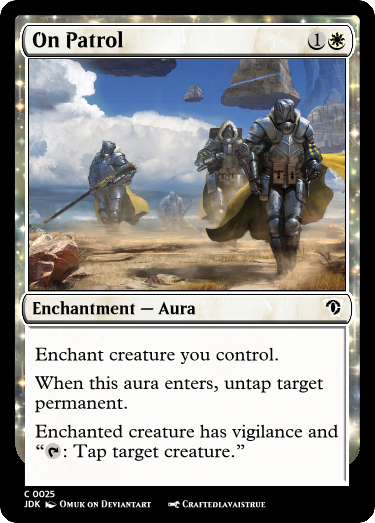 On Patrol 1
Enchantment — Aura
Enchant creature you control.
When this aura enters, untap target
permanent.
Enchanted creature has vigilance and
“: Tap target creature.”
C 0025
JDK Omuk on Deviantart Craftedlavaistrue